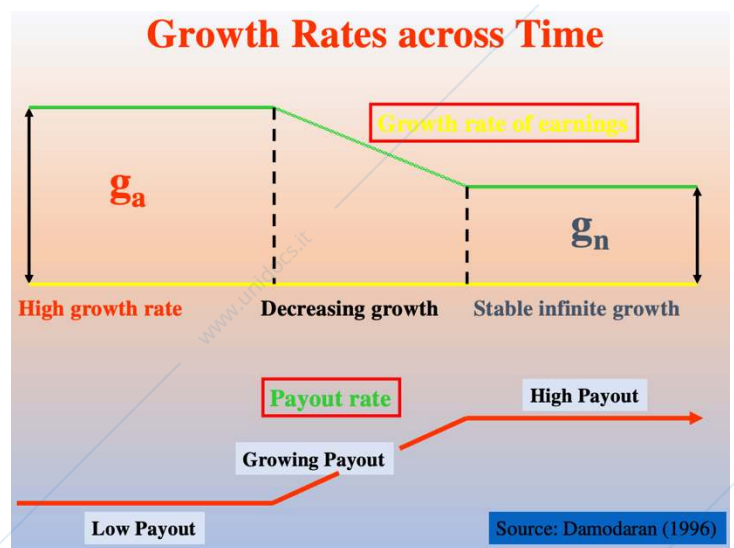 Growth Rates across Time
Growth rate of earnings
ga
gn
www.unidocs.it
High growth rate
Decreasing growth
Stable infinite growth
Payout rate
High Payout
Growing Payout
Low Payout
Source: Damodaran (1996)